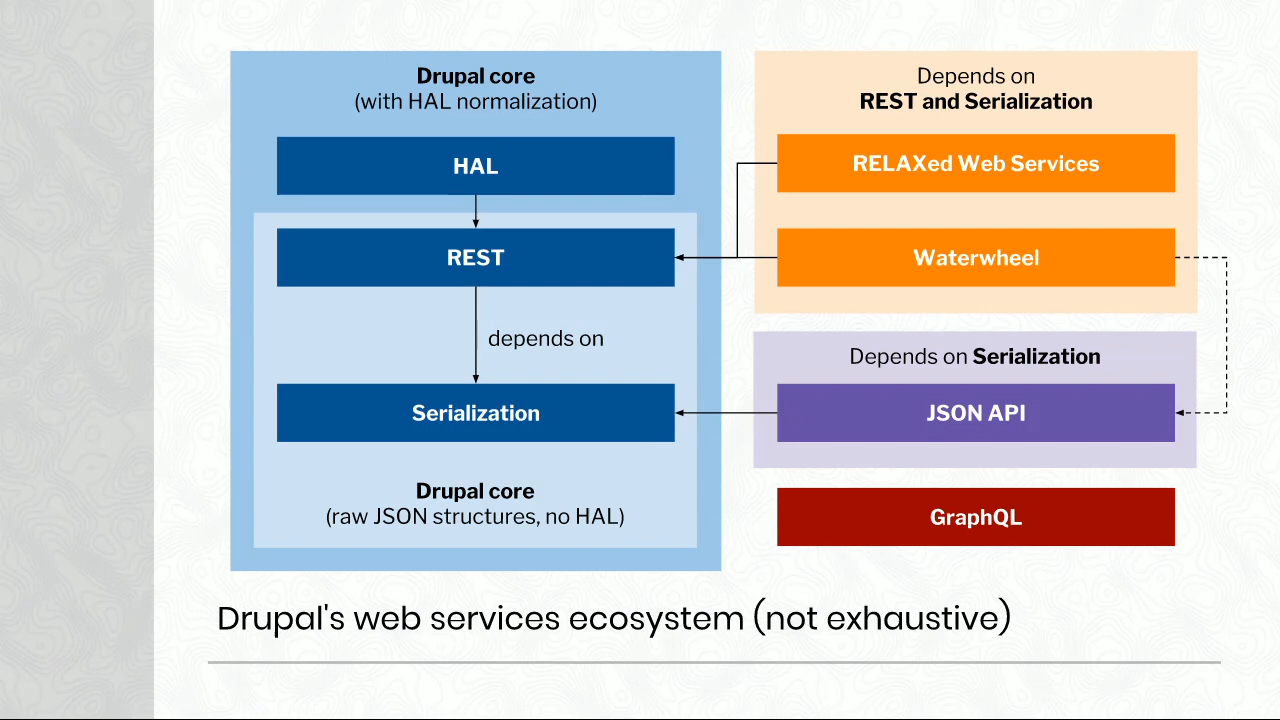 Drupal core
(with HAL normalization)
HAL
REST
depends on
Serialization
Drupal core
(raw JSON structures, no HAL)
Depends on
REST and Serialization
RELAXed Web Services
Waterwheel
Depends on Serialization
JSON API
GraphQL
Drupal's web services ecosystem (not exhaustive)